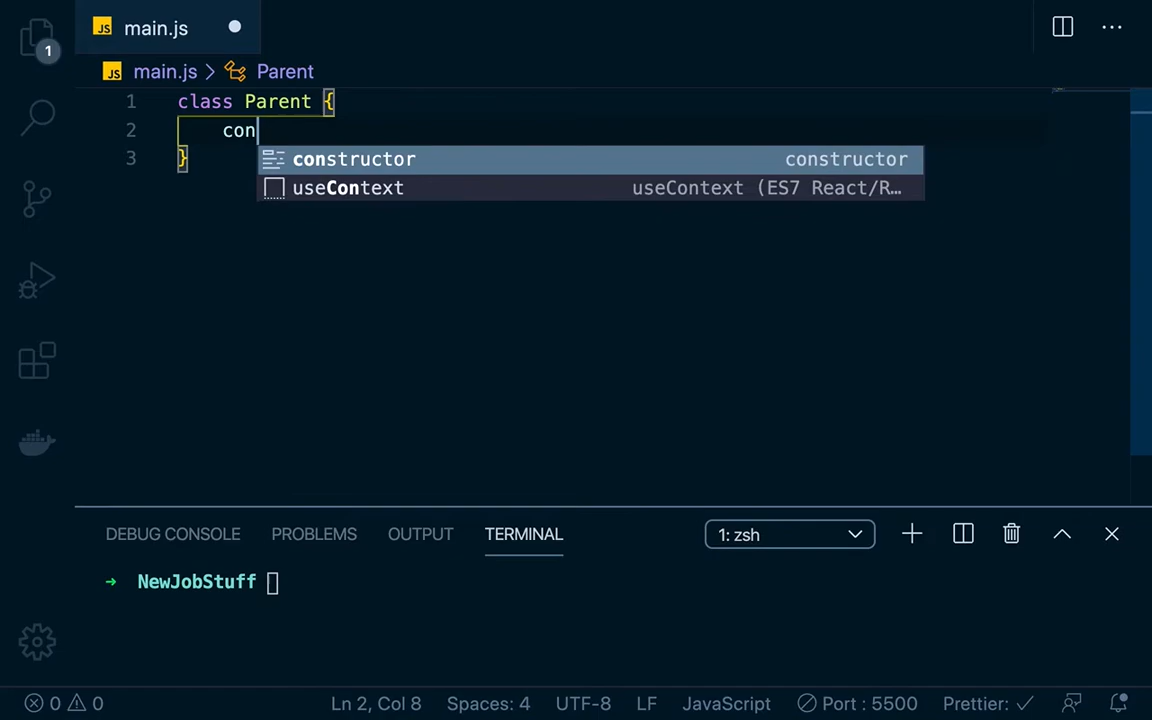 1
JS main.js
JS main.js > Parent
1 class Parent {
2 con
3 }
constructor constructor
useContext useContext (ES7 React/R...
DEBUG CONSOLE PROBLEMS OUTPUT TERMINAL 1: zsh
→ NewJobStuff
0 0 Ln 2, Col 8 Spaces: 4 UTF-8 LF JavaScript Port : 5500 Prettier: ✓